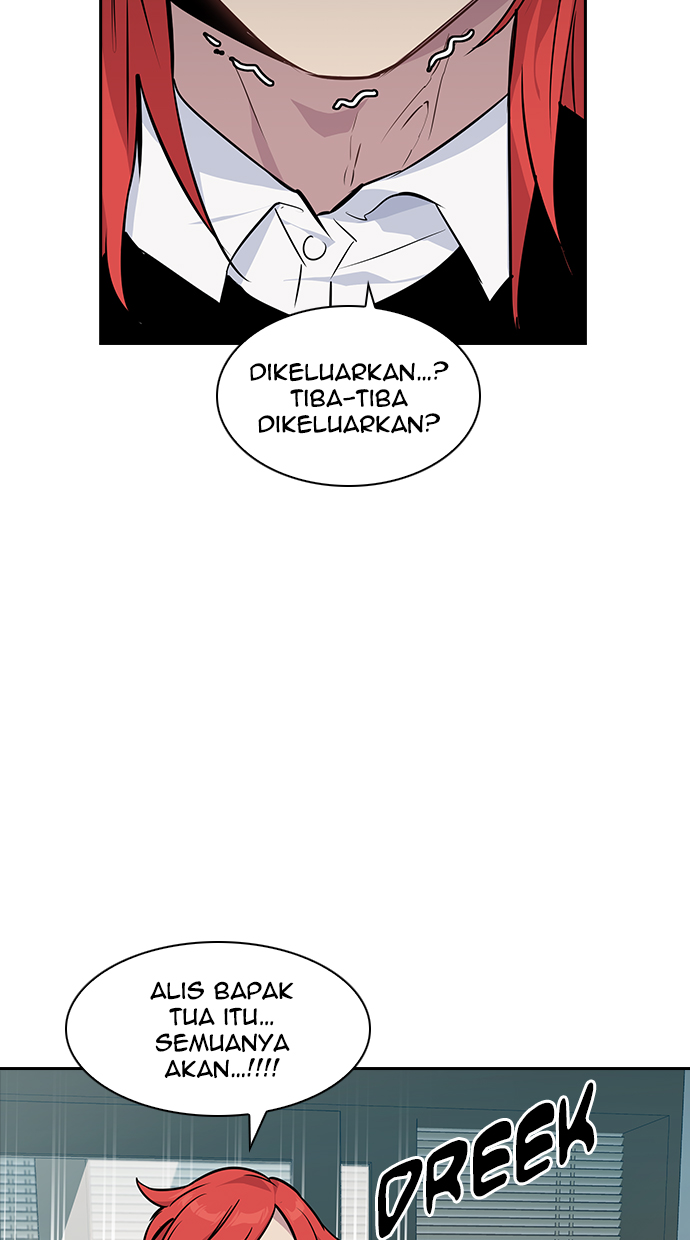 DIKELUARKAN...?
TIBA-TIBA
DIKELUARKAN?
ALIS BAPAK
TUA ITU...
SEMUANYA
AKAN...!!!!
DREEK